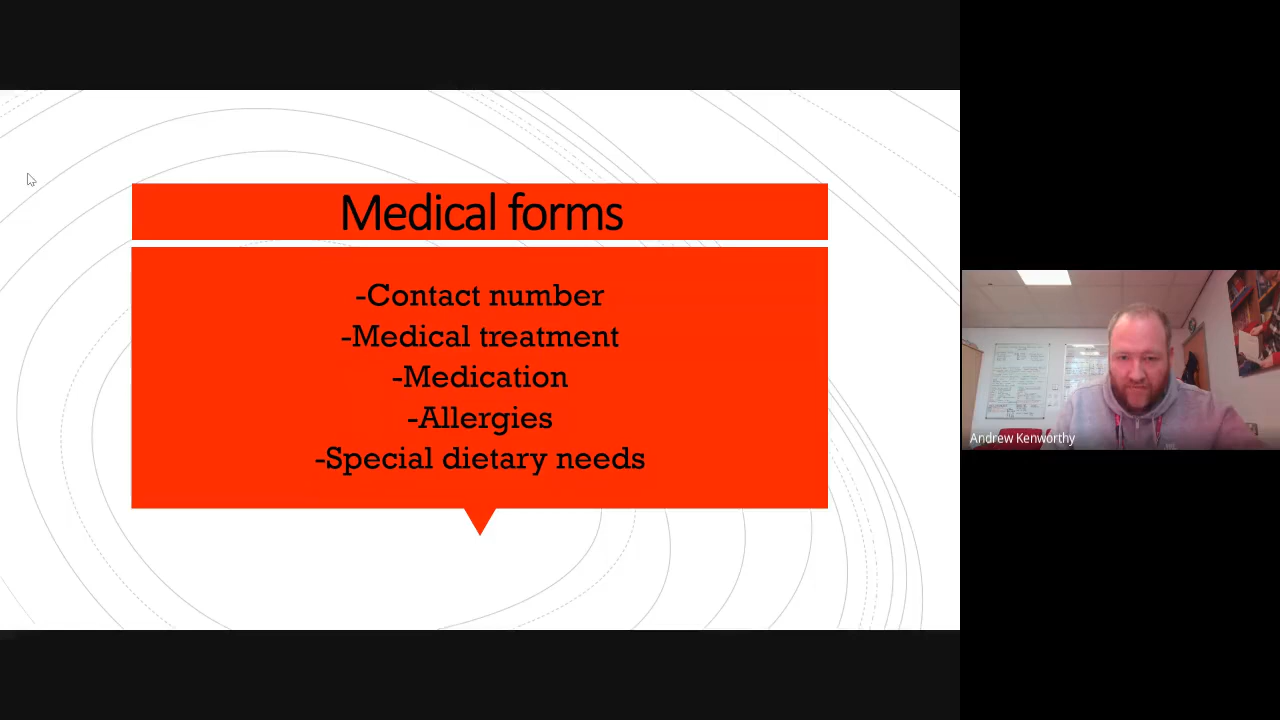 Medical forms
-Contact number
-Medical treatment
-Medication
-Allergies
-Special dietary needs
Andrew Kenworthy